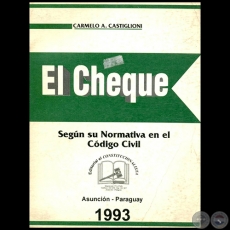 CARMELO A. CASTIGLIONI
El Cheque
Según su Normativa en el
Código Civil
Asunción - Paraguay
1993